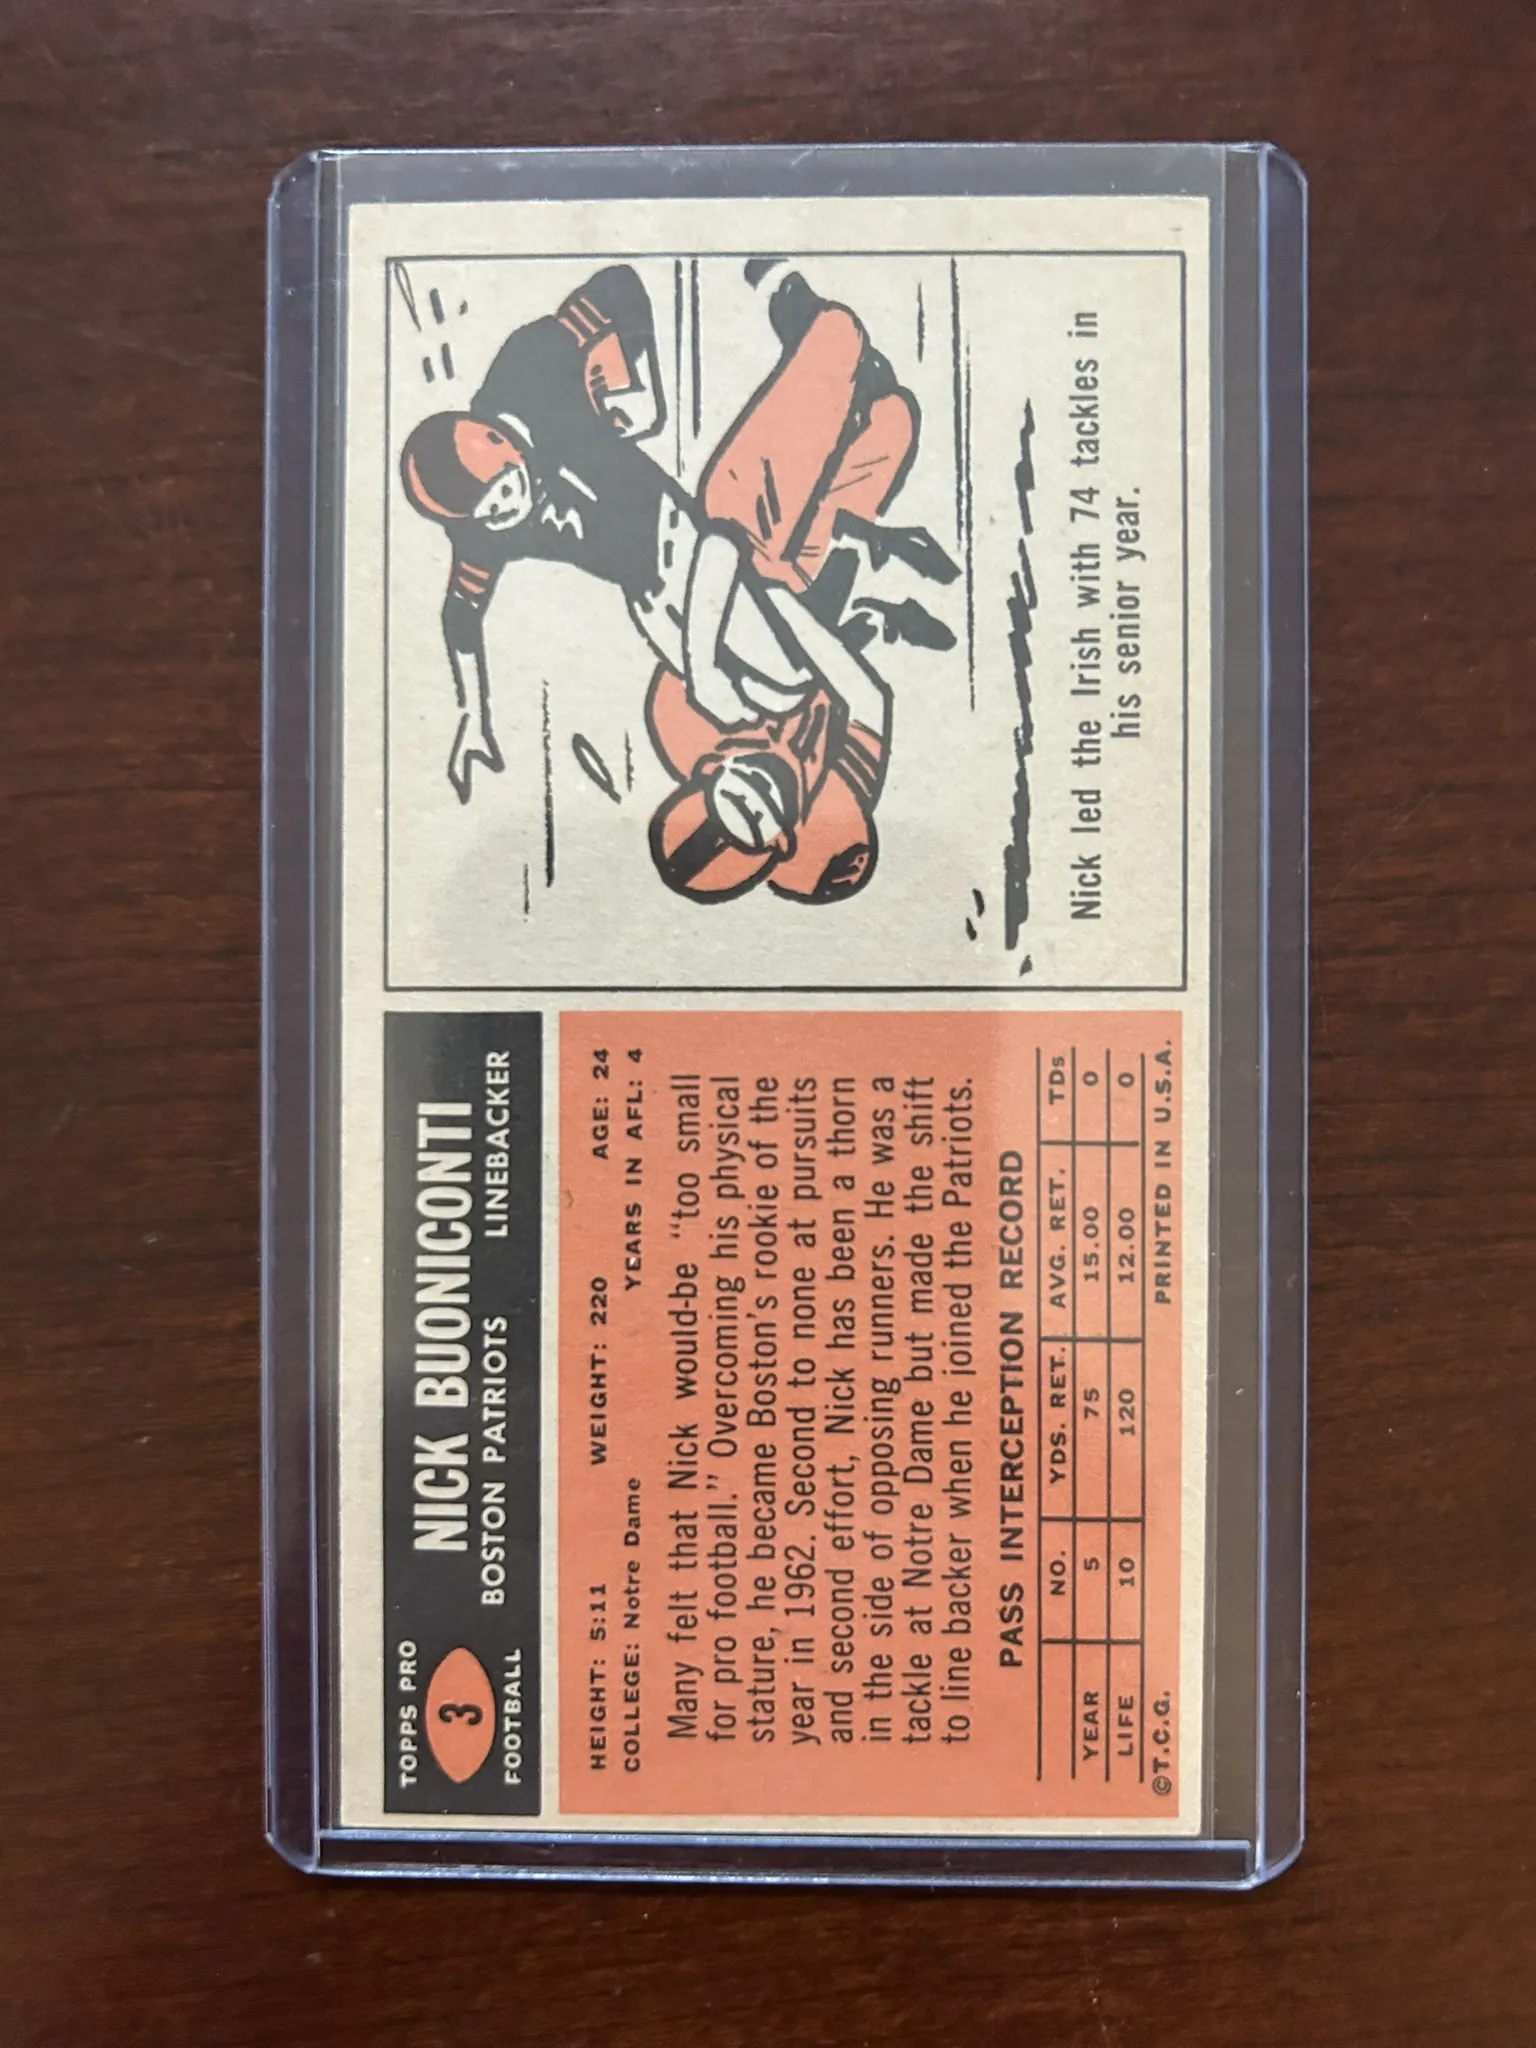 TOPPS PRO
3
FOOTBALL
NICK BUONICONTI
BOSTON PATRIOTS LINEBACKER
HEIGHT: 5:11 WEIGHT: 220 AGE: 24
COLLEGE: Notre Dame YEARS IN AFL: 4
Many felt that Nick would-be "too small
for pro football." Overcoming his physical
stature, he became Boston's rookie of the
year in 1962. Second to none at pursuits
and second effort, Nick has been a thorn
in the side of opposing runners. He was a
tackle at Notre Dame but made the shift
to line backer when he joined the Patriots.
PASS INTERCEPTION RECORD
NO. YDS. RET. AVG. RET. TDs
YEAR 5 75 15.00 0
LIFE 10 120 12.00 0
©T.C.G. PRINTED IN U.S.A.
Nick led the Irish with 74 tackles in
his senior year.